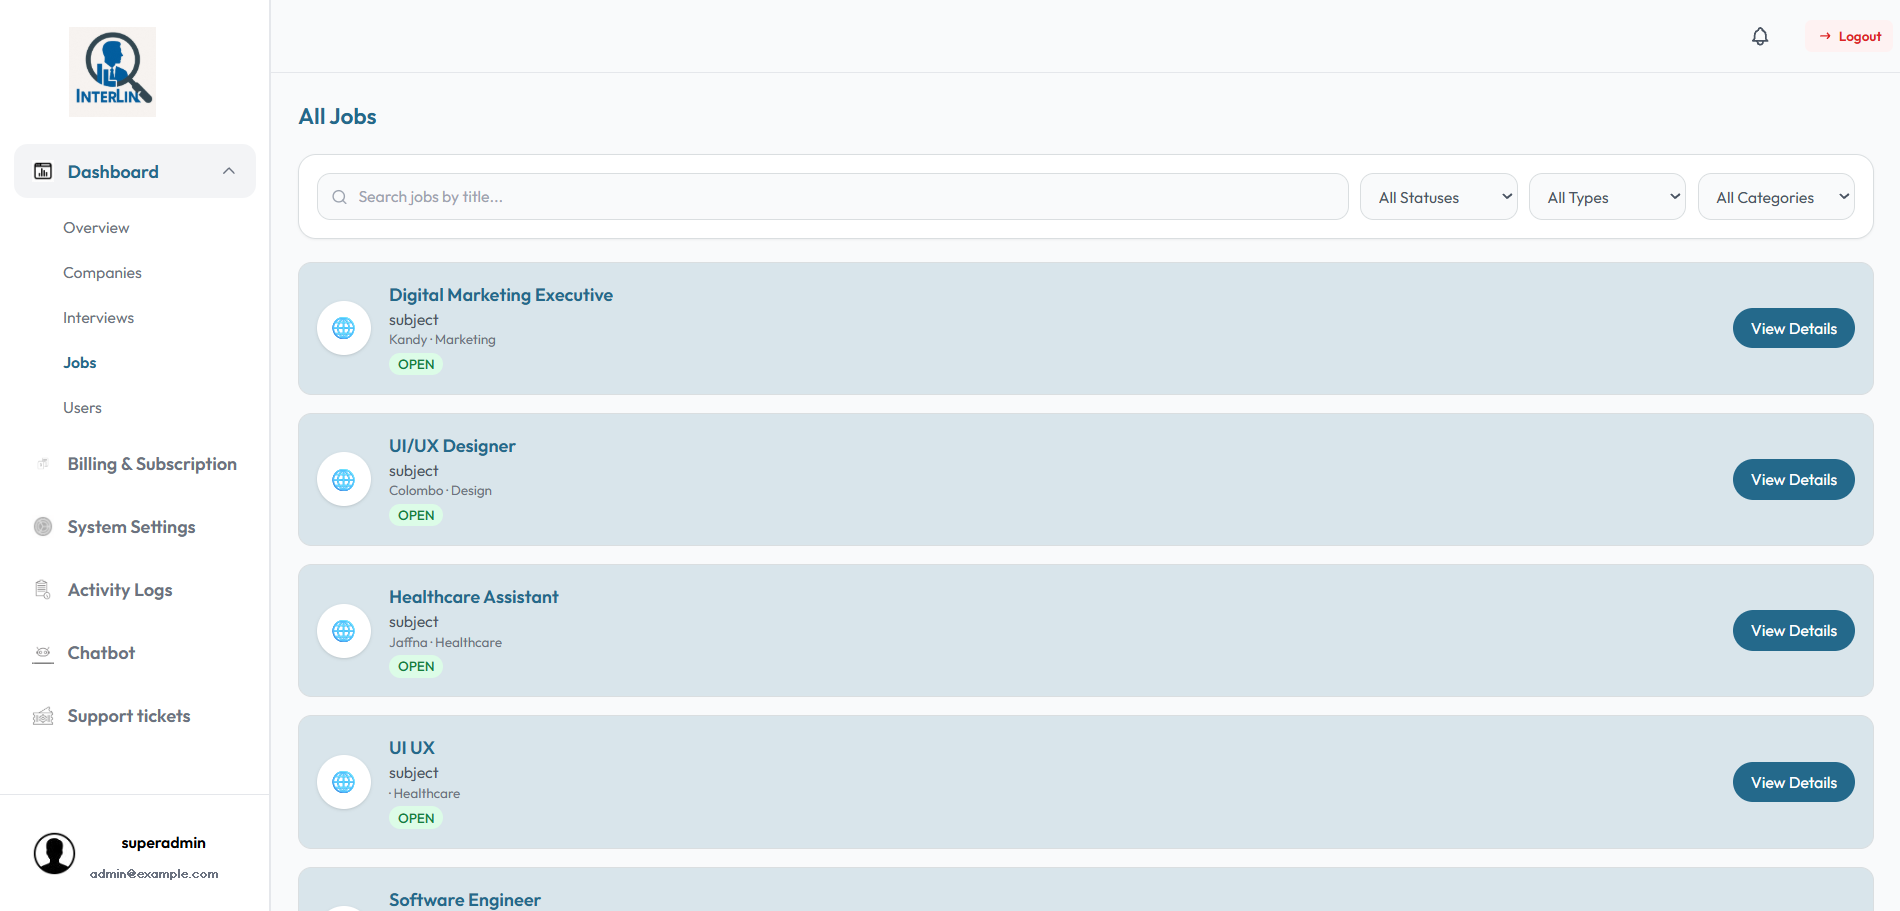 INTERLIN
Logout
All Jobs
Dashboard
Search jobs by title...
All Statuses
All Types
All Categories
Overview
Companies
Interviews
Jobs
Users
Billing & Subscription
System Settings
Activity Logs
Chatbot
Support tickets
superadmin
admin@example.com
Digital Marketing Executive
subject
Kandy · Marketing
OPEN
View Details
UI/UX Designer
subject
Colombo · Design
OPEN
View Details
Healthcare Assistant
subject
Jaffna · Healthcare
OPEN
View Details
UI UX
subject
· Healthcare
OPEN
View Details
Software Engineer